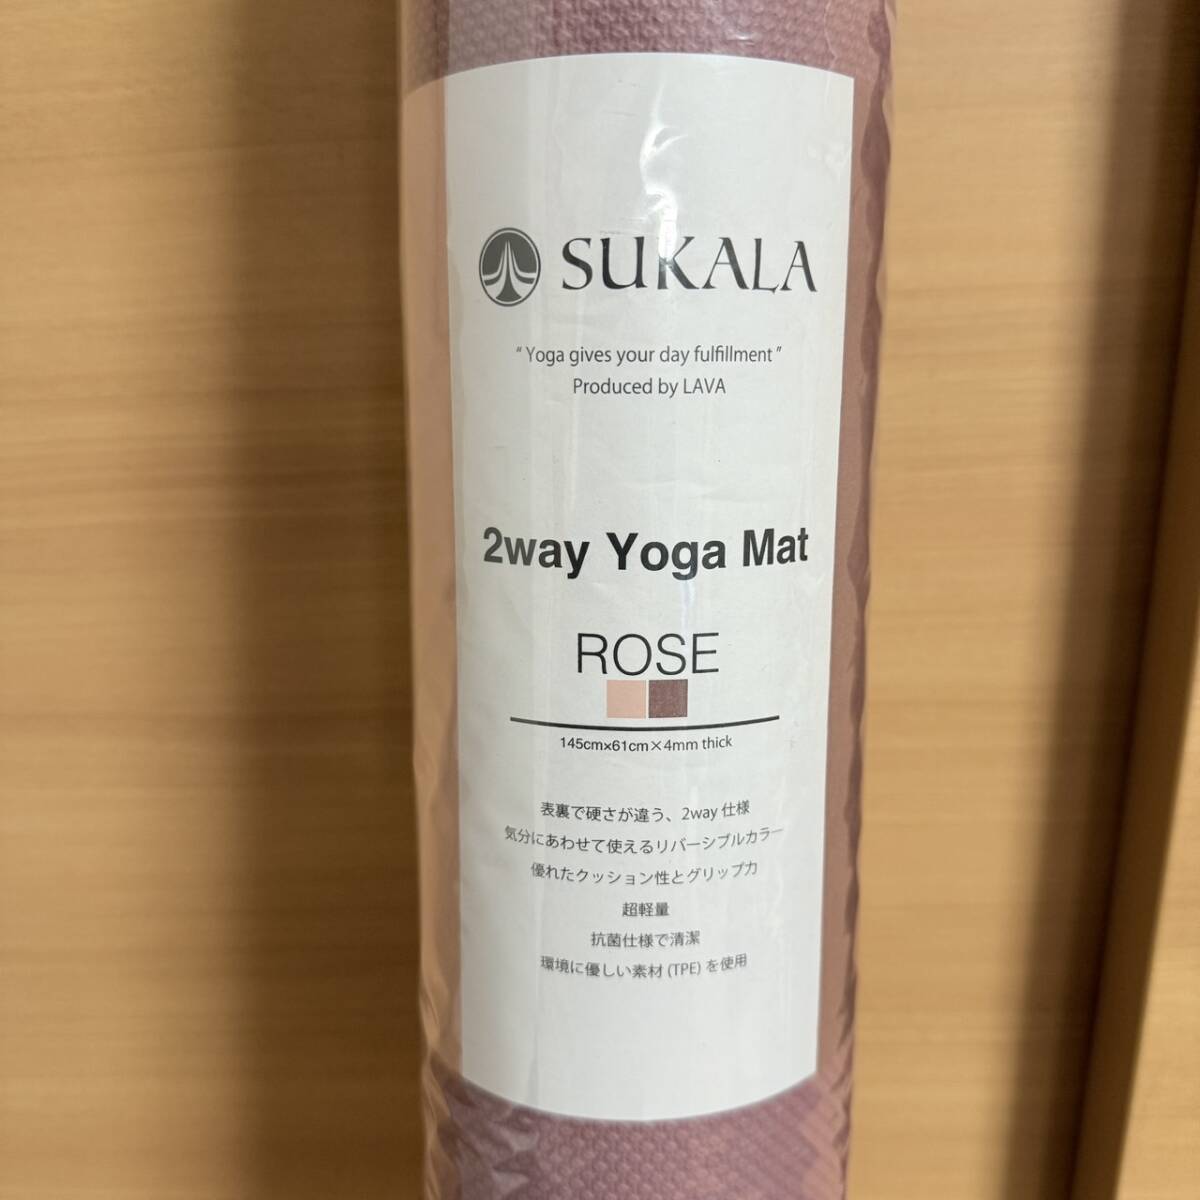 SUKALA
“ Yoga gives your day fulfillment ”
Produced by LAVA
2way Yoga Mat
ROSE
145cm×61cm×4mm thick
表裏で硬さが違う、2way 仕様
気分にあわせて使えるリバーシブルカラー
優れたクッション性とグリップ力
超軽量
抗菌仕様で清潔
環境に優しい素材 (TPE) を使用